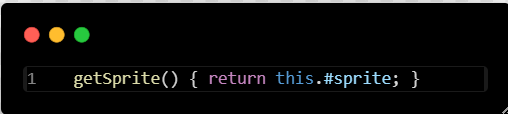 1 getSprite() { return this.#sprite; }